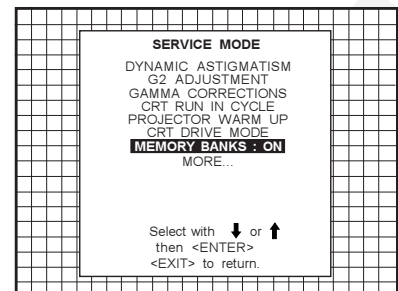 SERVICE MODE
DYNAMIC ASTIGMATISM
G2 ADJUSTMENT
GAMMA CORRECTIONS
CRT RUN IN CYCLE
PROJECTOR WARM UP
CRT DRIVE MODE
MEMORY BANKS : ON
MORE...
Select with ⬇ or ⬆
then <ENTER>
<EXIT> to return.